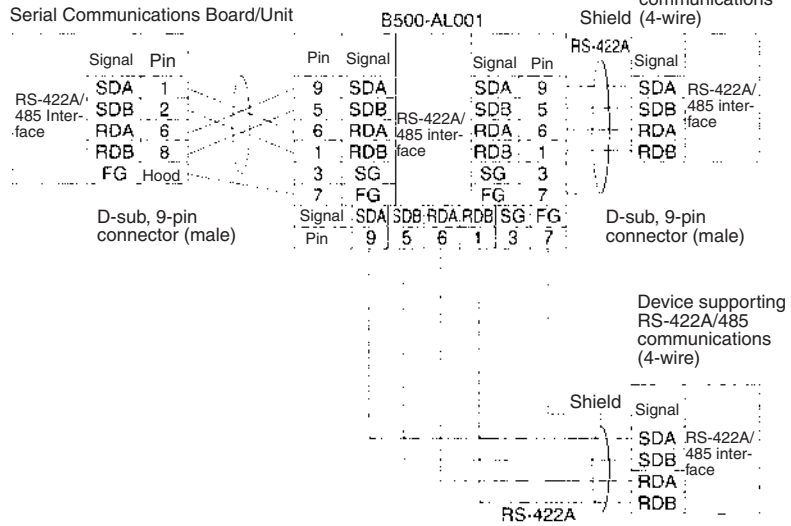 communications
Serial Communications Board/Unit
B500-AL001
Shield (4-wire)
RS-422A
Signal Pin
Pin Signal
Signal Pin
Signal
SDA 1
9 SDA
SDA 9
SDA
RS-422A/
485 Inter-
face
SDB 2
5 SDB
RS-422A/
485 inter-
face
SDB 5
SDB
RS-422A/
485 inter-
face
RDA 6
6 RDA
RDA 6
RDA
RDB 8
1 RDB
RDB 1
RDB
FG Hood
3 SG
SG 3
7 FG
FG 7
D-sub, 9-pin
connector (male)
Signal SDA SDB RDA RDB SG FG
Pin 9 5 6 1 3 7
D-sub, 9-pin
connector (male)
Device supporting
RS-422A/485
communications
(4-wire)
Shield
Signal
SDA
SDB
RDA
RDB
RS-422A/
485 inter-
face
RS-422A